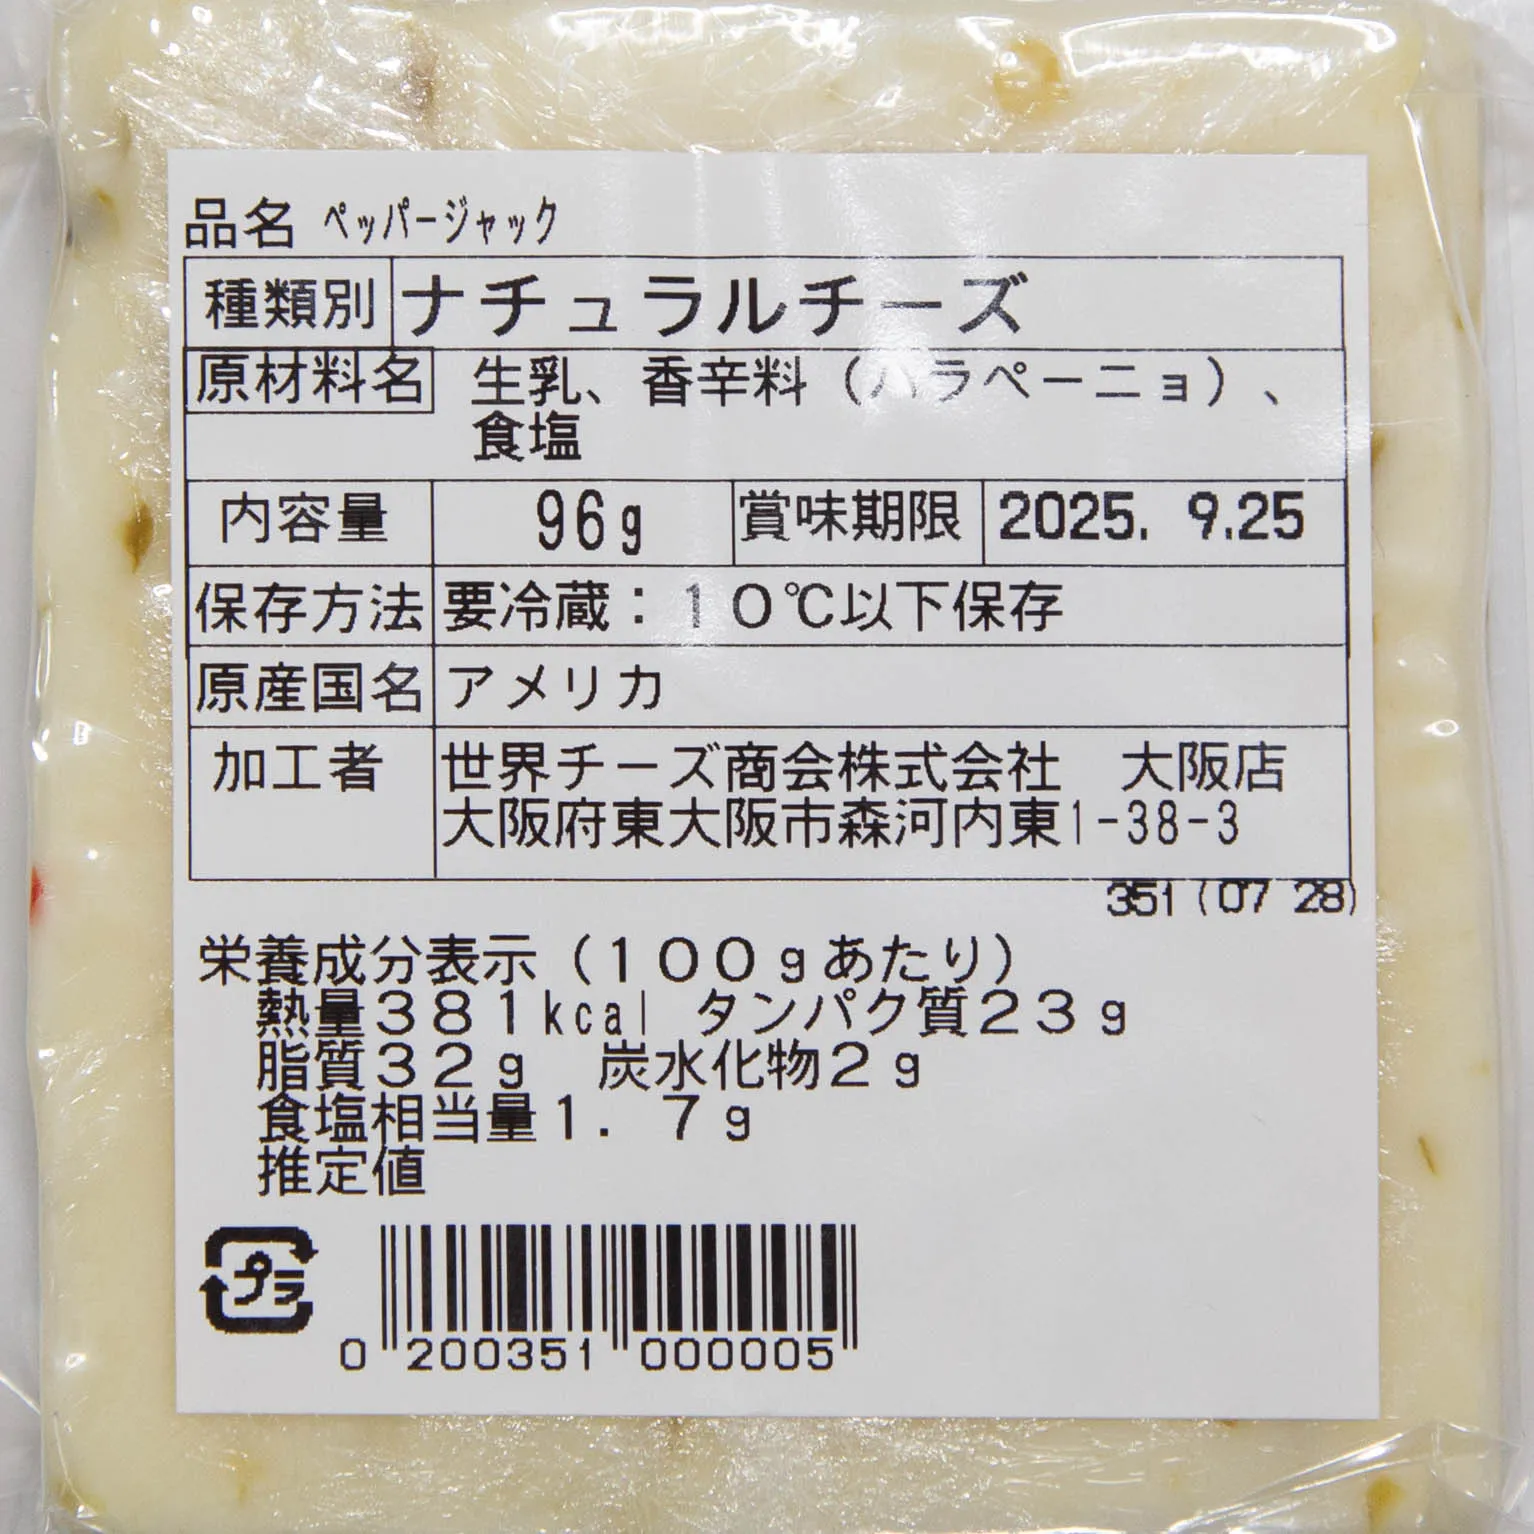 品名 ペッパージャック
種類別 ナチュラルチーズ
原材料名 生乳、香辛料（ハラペーニョ）、
食塩
内容量 96g 賞味期限 2025. 9.25
保存方法 要冷蔵：１０℃以下保存
原産国名 アメリカ
加工者 世界チーズ商会株式会社　大阪店
大阪府東大阪市森河内東1-38-3
351(07 28)
栄養成分表示（１００ｇあたり）
熱量３８１kcal タンパク質２３ｇ
脂質３２ｇ　炭水化物２ｇ
食塩相当量１．７ｇ
推定値
プラ
0 200351 000005